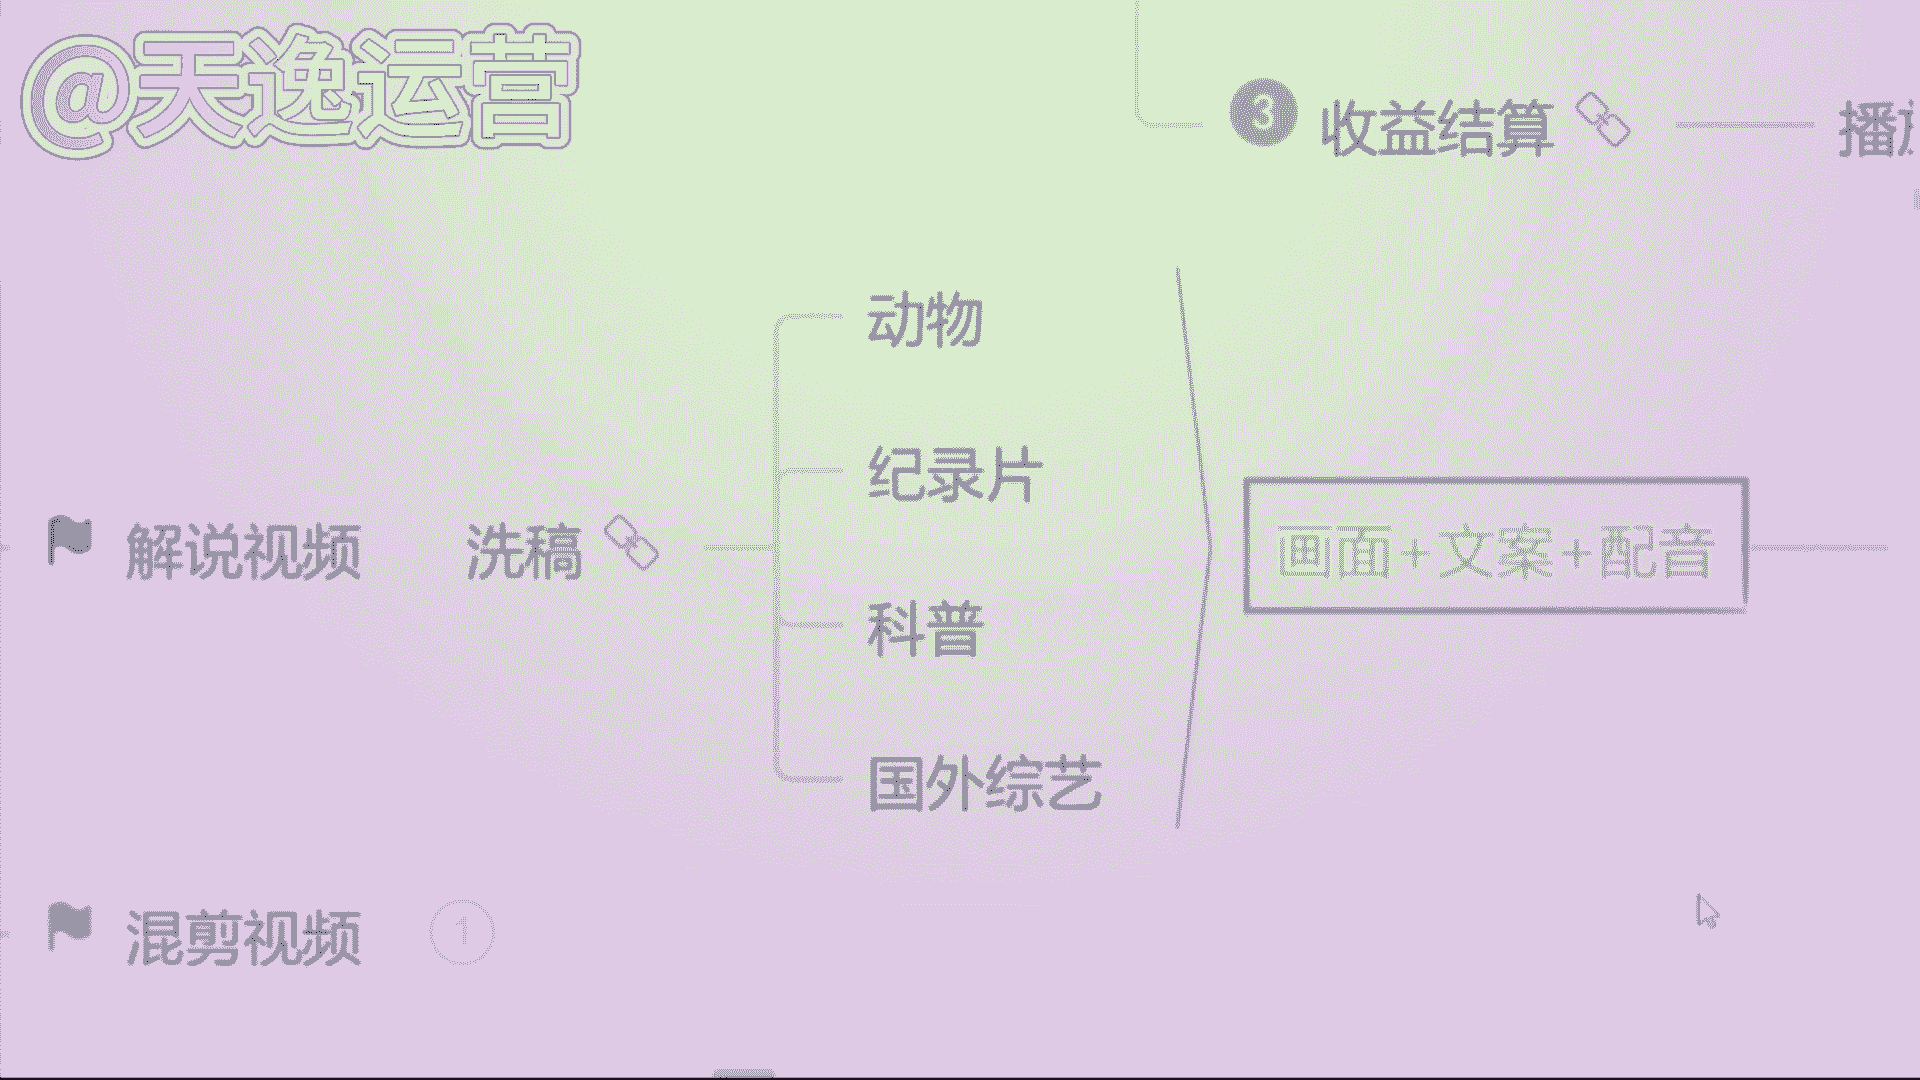 @天逸运营
3 收益结算
播
动物
纪录片
解说视频 洗稿
画面+文案+配音
科普
国外综艺
混剪视频 1